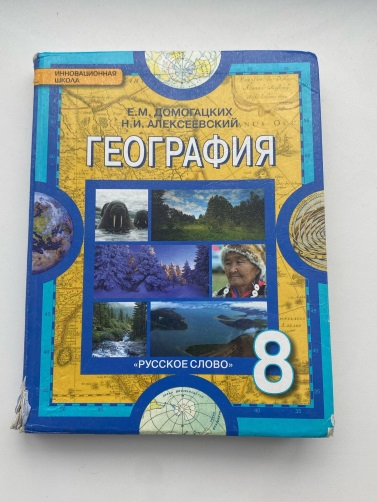 ИННОВАЦИОННАЯ
ШКОЛА
Е.М. ДОМОГАЦКИХ
Н.И. АЛЕКСЕЕВСКИЙ
ГЕОГРАФИЯ
«РУССКОЕ СЛОВО»
8